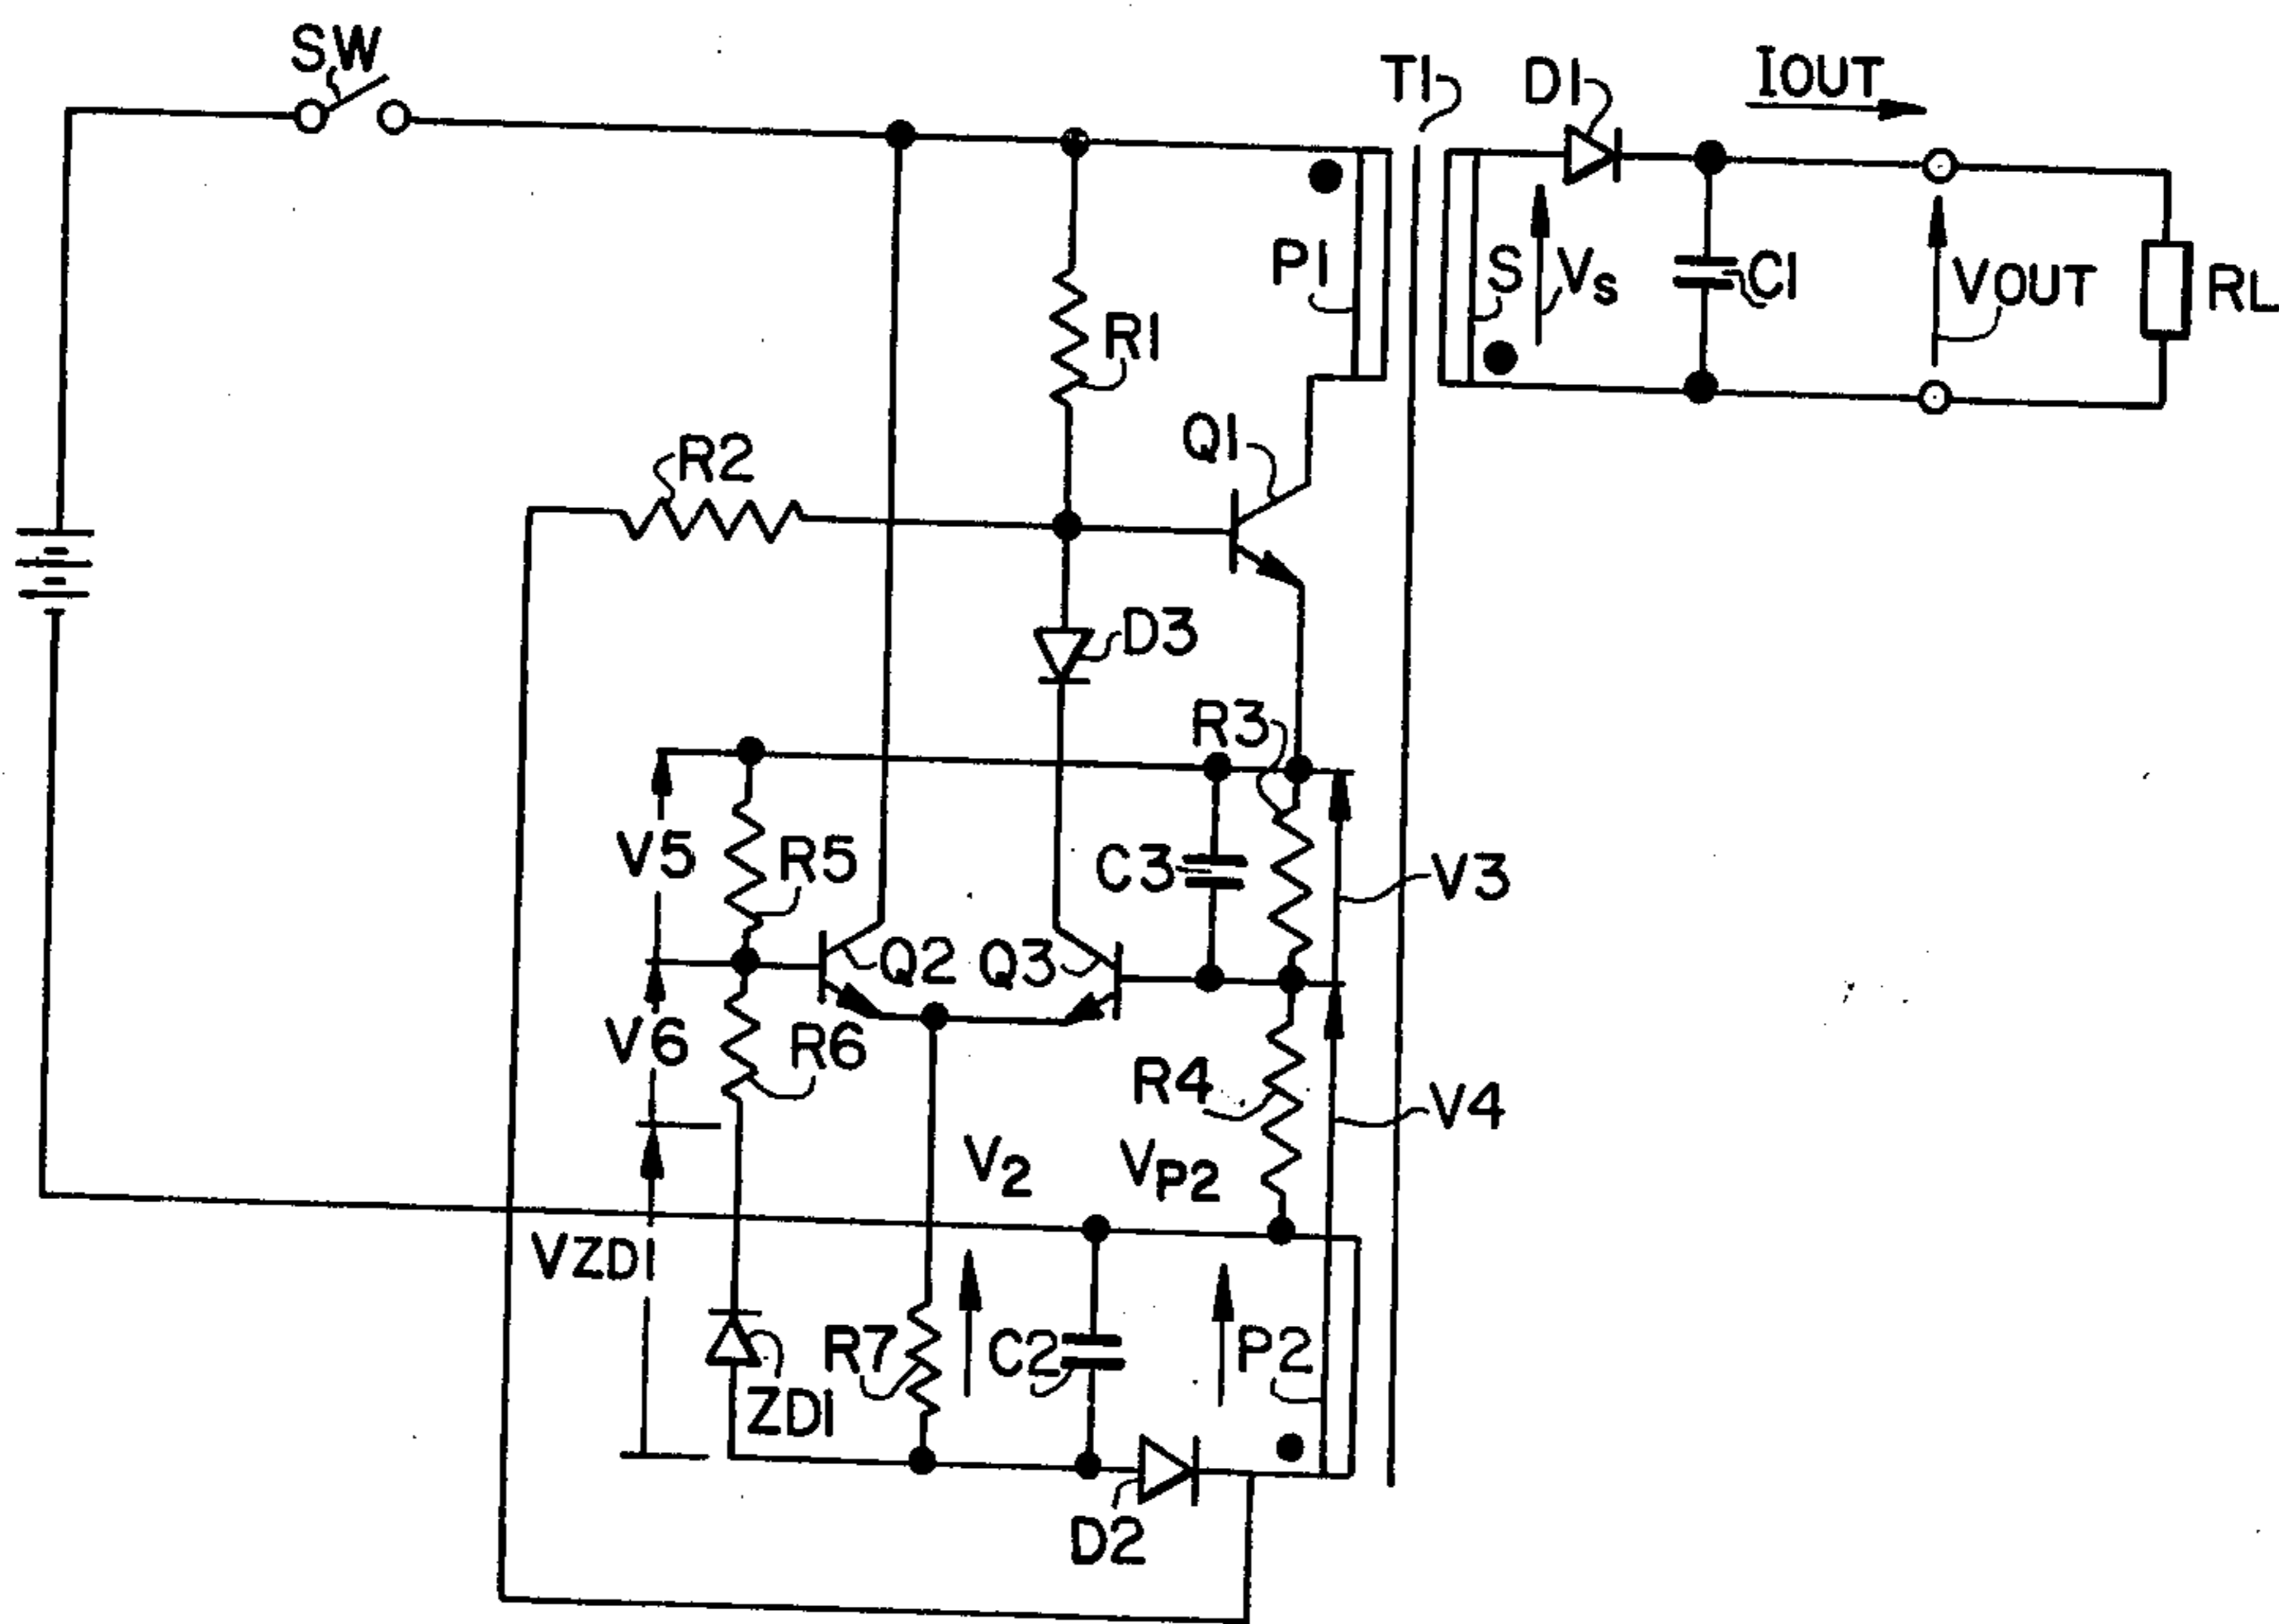 SW
T1
D1
IOUT
P1
S
Vs
C1
VOUT
RL
R1
Q1
R2
D3
R3
V5
R5
C3
V3
Q2
Q3
V6
R6
R4
V4
V2
VP2
VZD1
R7
C2
P2
ZD1
D2